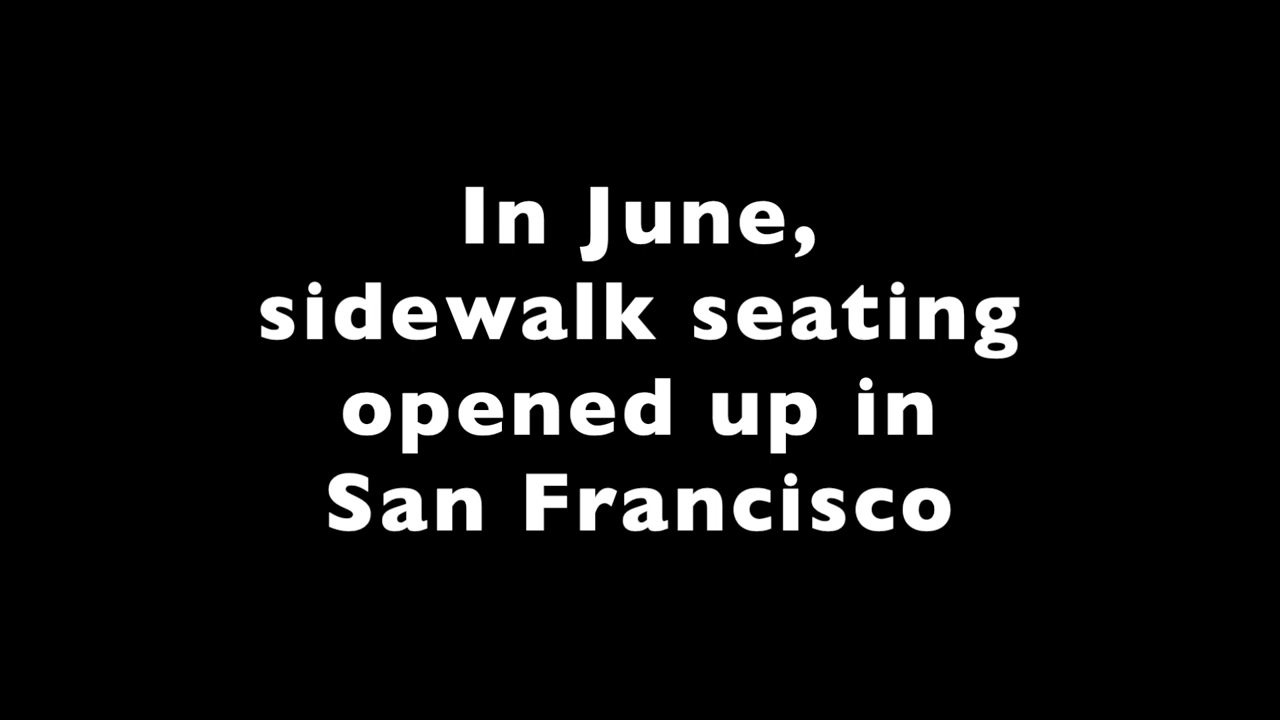 In June,
sidewalk seating
opened up in
San Francisco